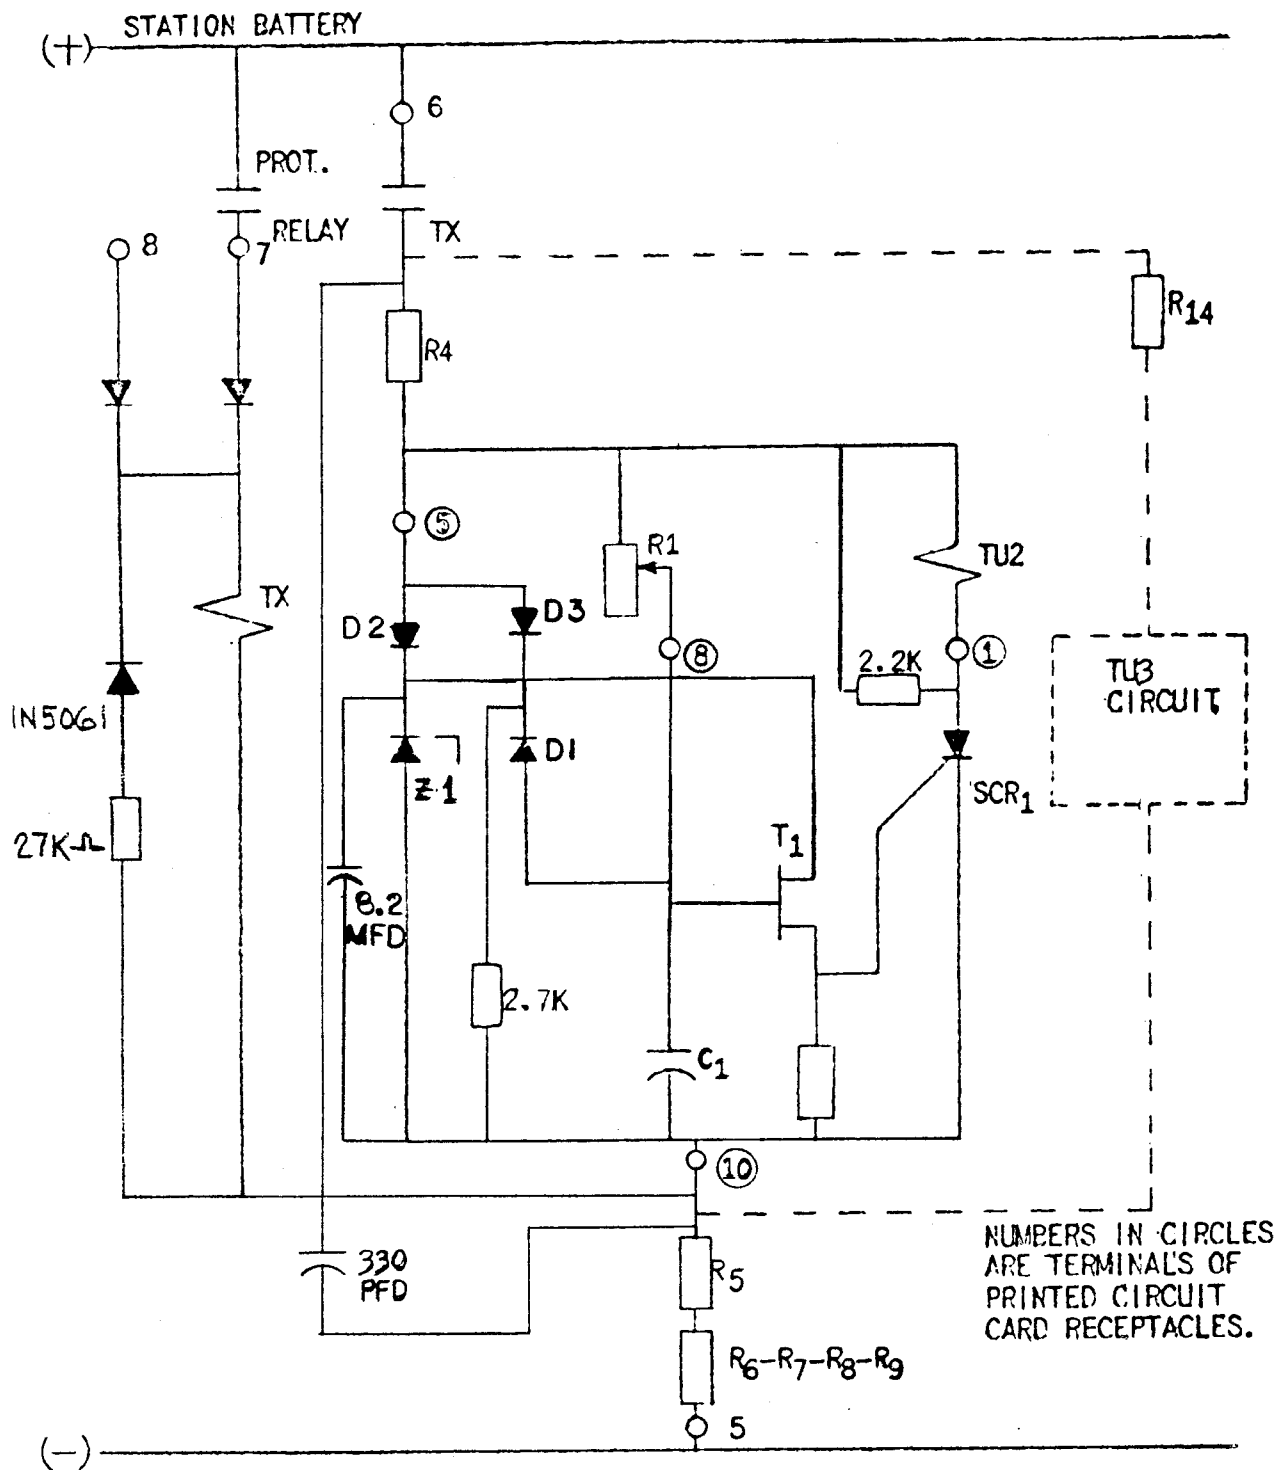 STATION BATTERY
(+)
6
PROT.
RELAY
TX
8
7
R14
R4
R1
TU2
5
D3
D2
TX
8
1
2.2K
TU3
CIRCUIT
1N5061
D1
Z1
SCR1
27K
T1
8.2
MFD
2.7K
C1
10
NUMBERS IN CIRCLES
ARE TERMINALS OF
PRINTED CIRCUIT
CARD RECEPTACLES.
330
PFD
R5
R6-R7-R8-R9
5
(-)